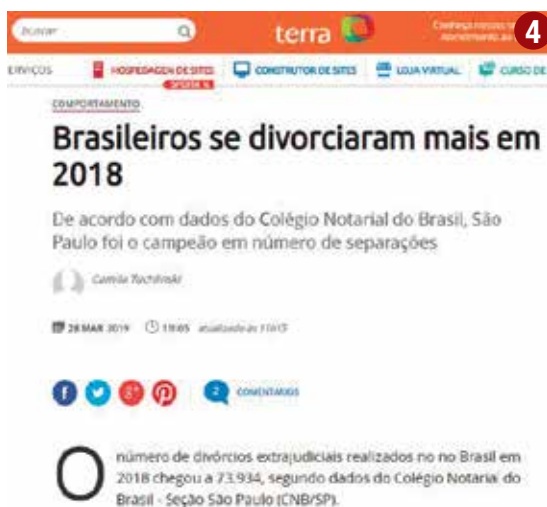 buscar
terra
4
HOSPEDAGEM DE SITES
CONSTRUTOR DE SITES
LOJA VIRTUAL
CURSO DE
COMPORTAMENTO
Brasileiros se divorciaram mais em
2018
De acordo com dados do Colégio Notarial do Brasil, São
Paulo foi o campeão em número de separações
Camila Tuchlinski
28 MAR 2019
2 COMENTÁRIOS
O número de divórcios extrajudiciais realizados no no Brasil em
2018 chegou a 73.934, segundo dados do Colégio Notarial do
Brasil - Seção São Paulo (CNB/SP).